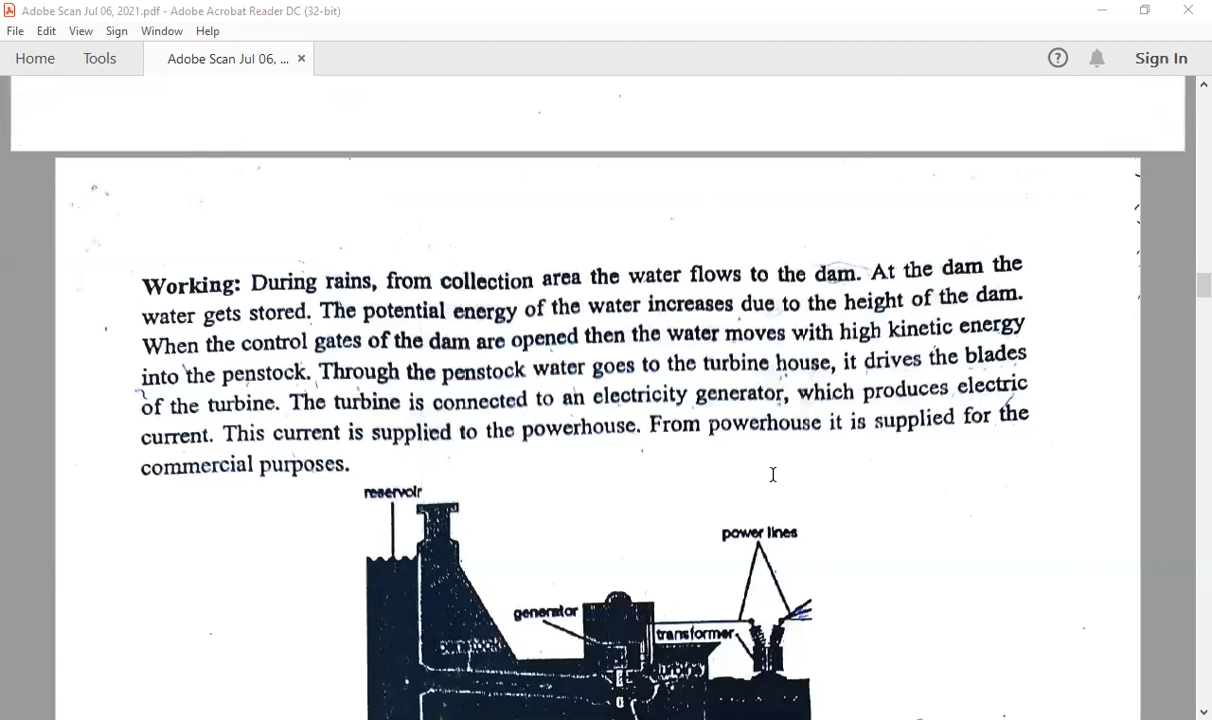 Adobe Scan Jul 06, 2021.pdf - Adobe Acrobat Reader DC (32-bit)
File Edit View Sign Window Help
Home Tools Adobe Scan Jul 06, ... × ? Sign In
Working: During rains, from collection area the water flows to the dam. At the dam the
water gets stored. The potential energy of the water increases due to the height of the dam.
When the control gates of the dam are opened then the water moves with high kinetic energy
into the penstock. Through the penstock water goes to the turbine house, it drives the blades
of the turbine. The turbine is connected to an electricity generator, which produces electric
current. This current is supplied to the powerhouse. From powerhouse it is supplied for the
commercial purposes.
reservoir
power lines
generator
transformer